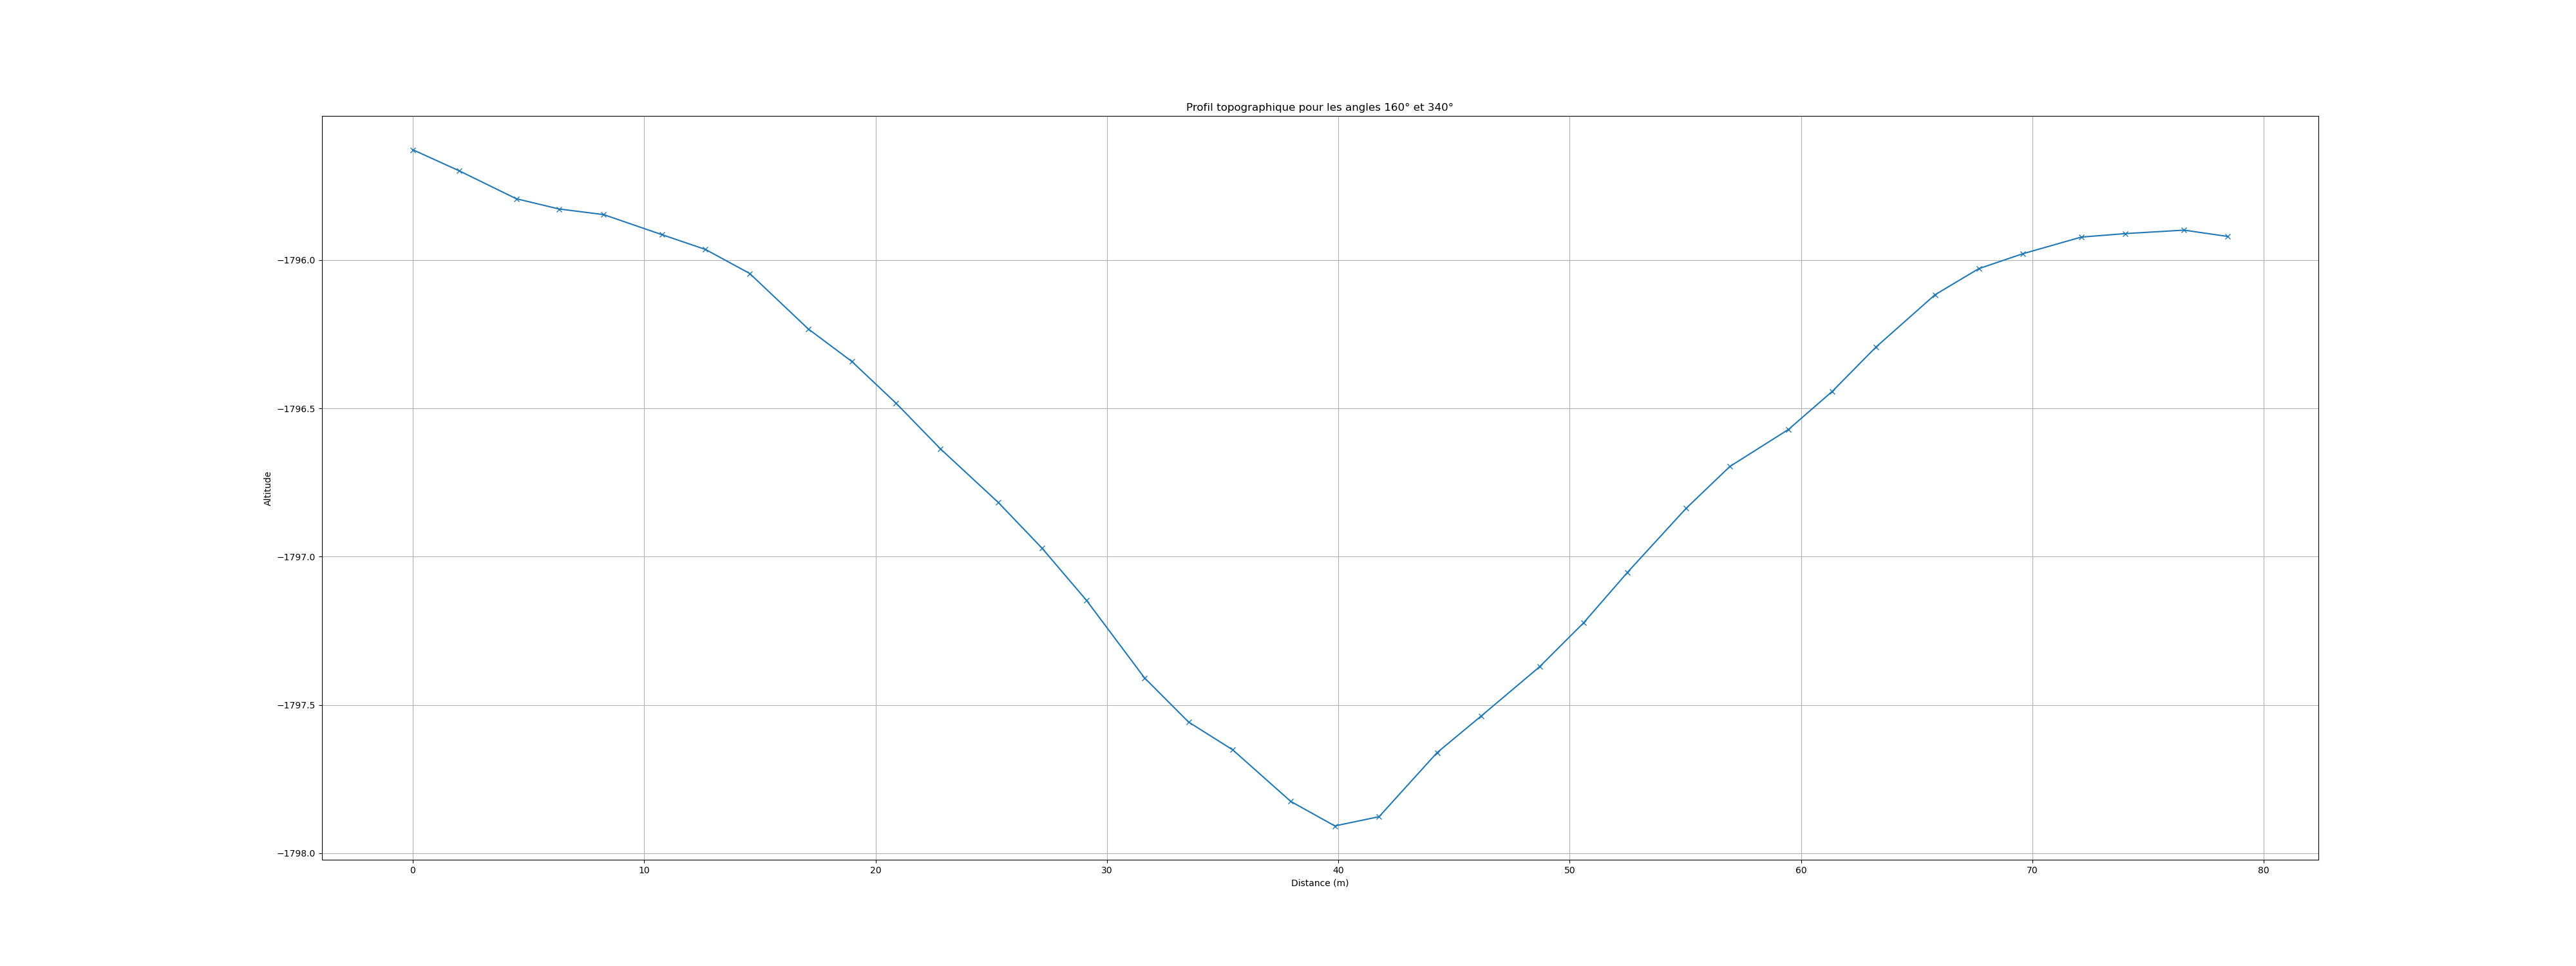 Profil topographique pour les angles 160° et 340°
Altitude
−1796.0
−1796.5
−1797.0
−1797.5
−1798.0
0 10 20 30 40 50 60 70 80
Distance (m)